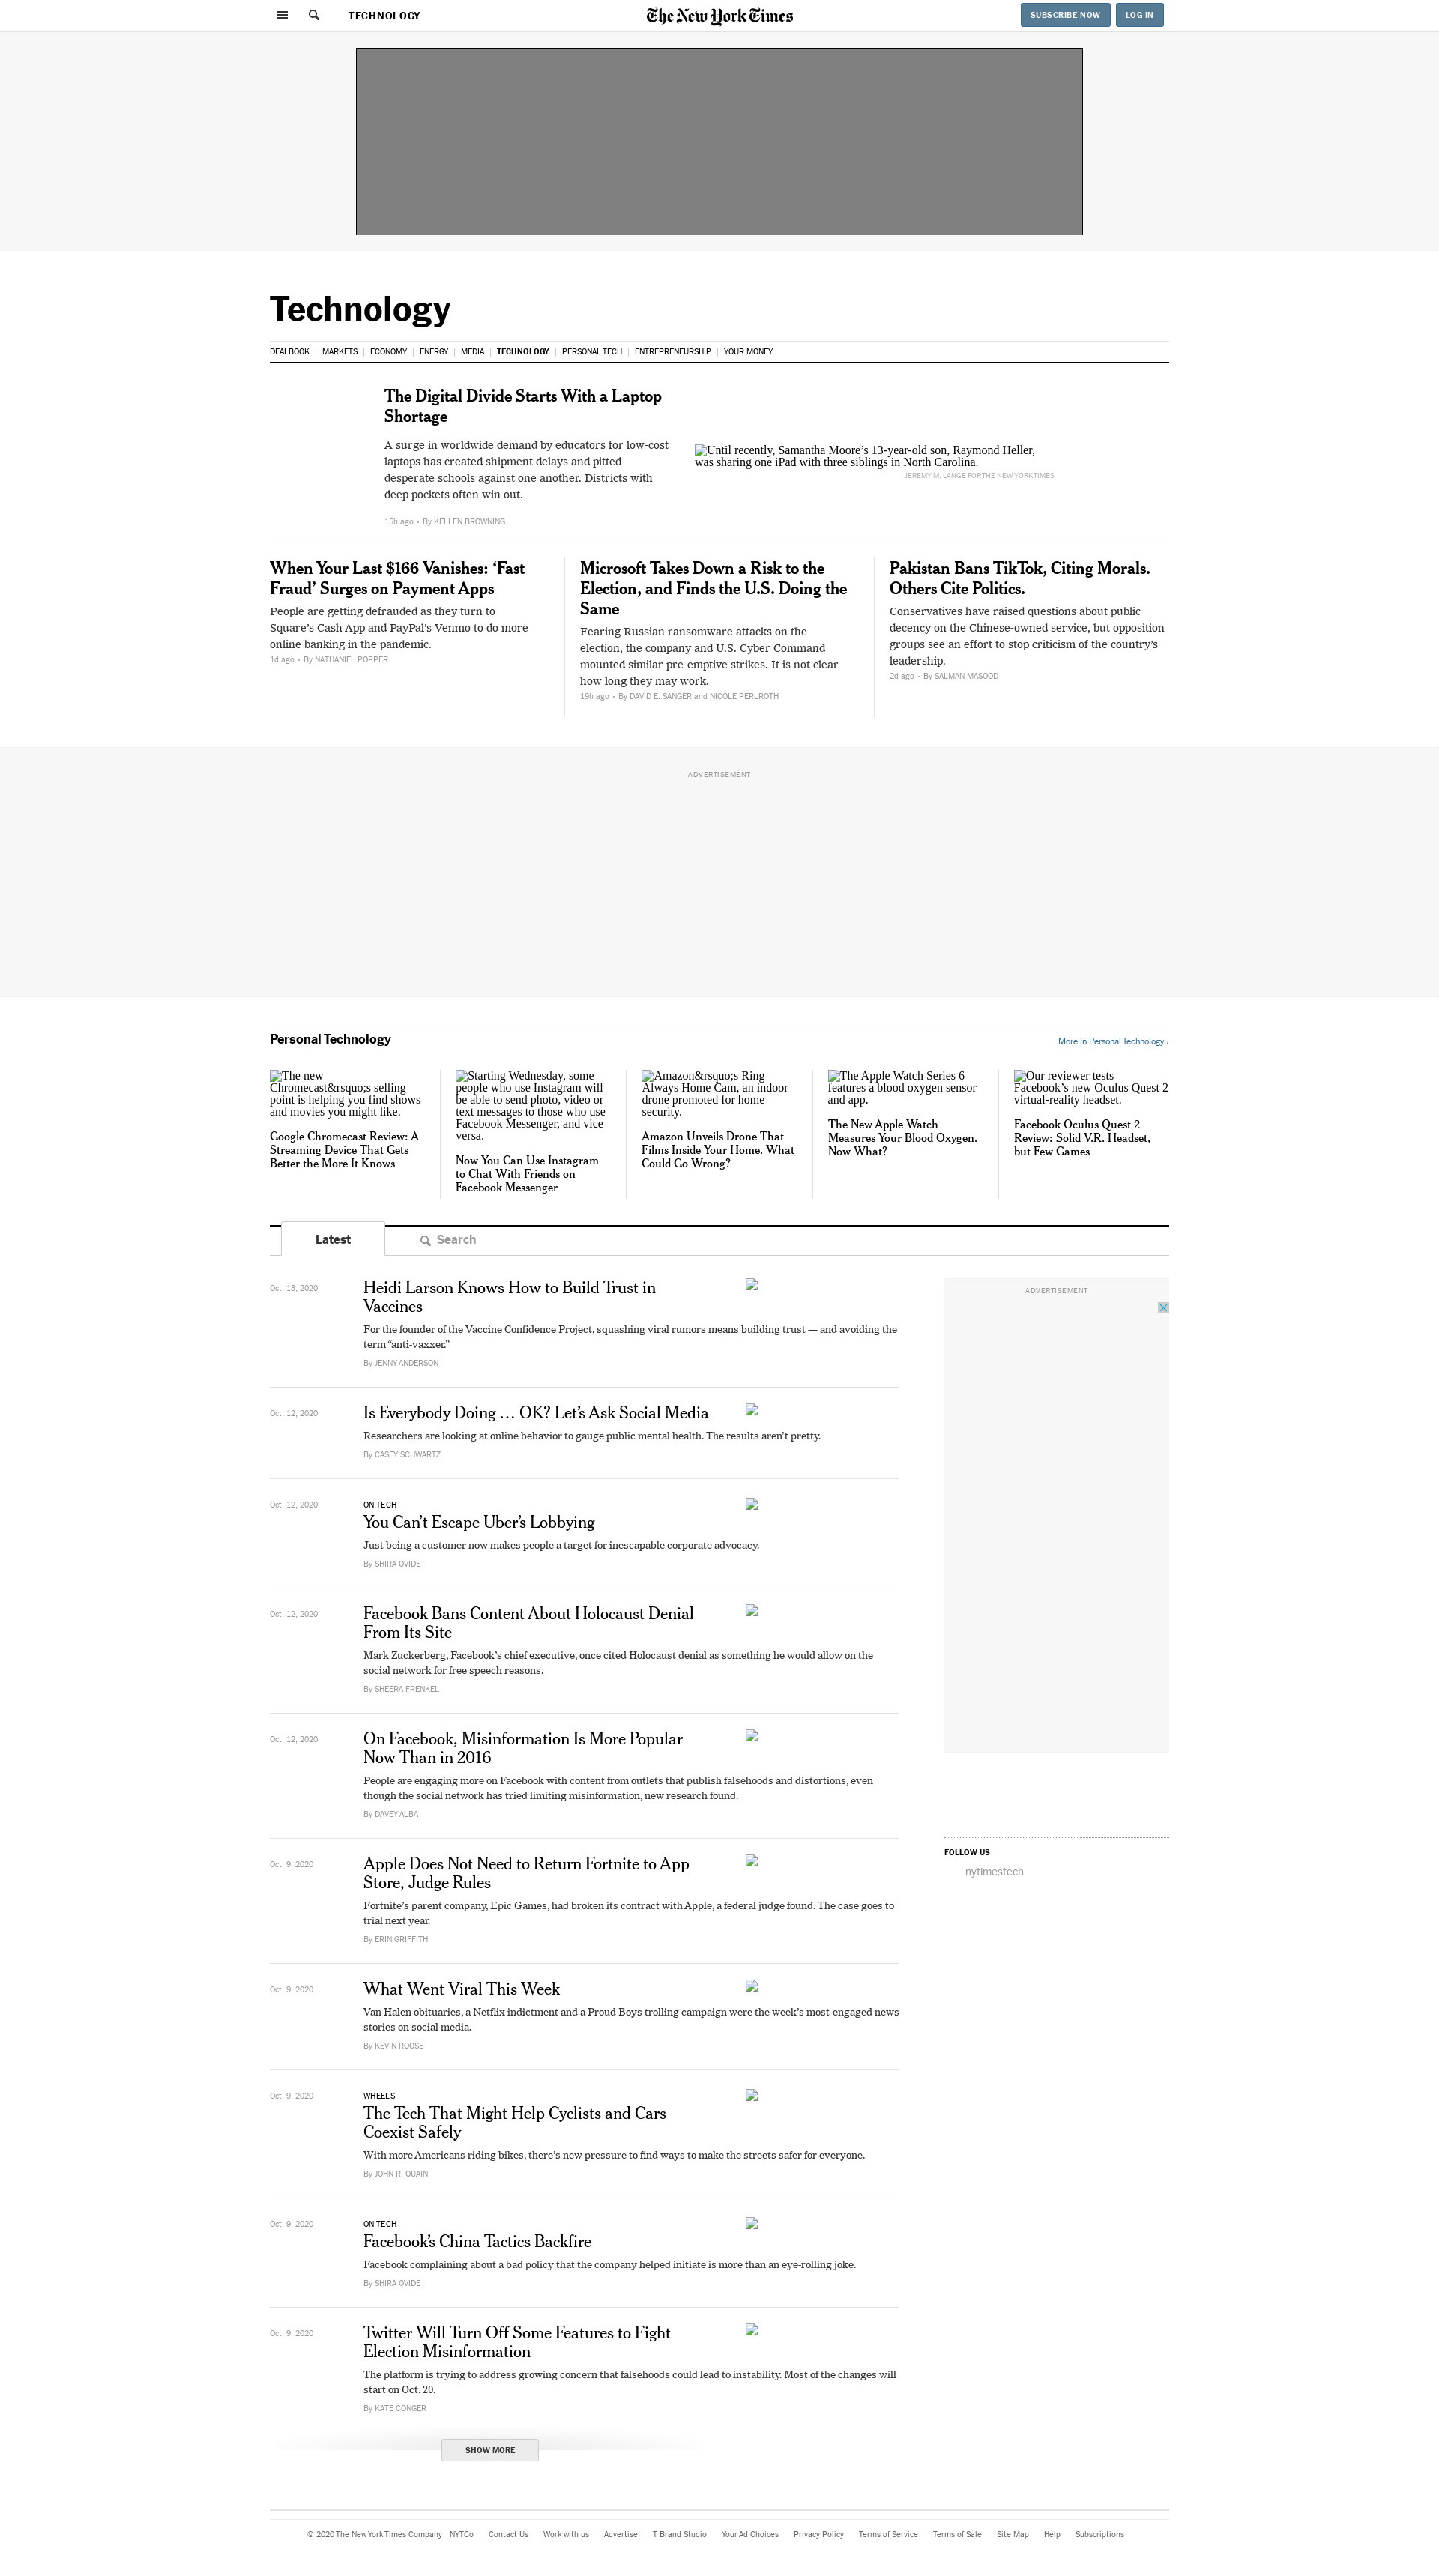 TECHNOLOGY
The New York Times
SUBSCRIBE NOW
LOG IN
Technology
DEALBOOK | MARKETS | ECONOMY | ENERGY | MEDIA | TECHNOLOGY | PERSONAL TECH | ENTREPRENEURSHIP | YOUR MONEY
The Digital Divide Starts With a Laptop
Shortage
A surge in worldwide demand by educators for low-cost
laptops has created shipment delays and pitted
desperate schools against one another. Districts with
deep pockets often win out.
15h ago • By KELLEN BROWNING
Until recently, Samantha Moore’s 13-year-old son, Raymond Heller,
was sharing one iPad with three siblings in North Carolina.
JEREMY M. LANGE FOR THE NEW YORK TIMES
When Your Last $166 Vanishes: ‘Fast
Fraud’ Surges on Payment Apps
People are getting defrauded as they turn to
Square’s Cash App and PayPal’s Venmo to do more
online banking in the pandemic.
1d ago • By NATHANIEL POPPER
Microsoft Takes Down a Risk to the
Election, and Finds the U.S. Doing the
Same
Fearing Russian ransomware attacks on the
election, the company and U.S. Cyber Command
mounted similar pre-emptive strikes. It is not clear
how long they may work.
19h ago • By DAVID E. SANGER and NICOLE PERLROTH
Pakistan Bans TikTok, Citing Morals.
Others Cite Politics.
Conservatives have raised questions about public
decency on the Chinese-owned service, but opposition
groups see an effort to stop criticism of the country’s
leadership.
2d ago • By SALMAN MASOOD
ADVERTISEMENT
Personal Technology
More in Personal Technology ›
The new
Chromecast&rsquo;s selling
point is helping you find shows
and movies you might like.
Google Chromecast Review: A
Streaming Device That Gets
Better the More It Knows
Starting Wednesday, some
people who use Instagram will
be able to send photo, video or
text messages to those who use
Facebook Messenger, and vice
versa.
Now You Can Use Instagram
to Chat With Friends on
Facebook Messenger
Amazon&rsquo;s Ring
Always Home Cam, an indoor
drone promoted for home
security.
Amazon Unveils Drone That
Films Inside Your Home. What
Could Go Wrong?
The Apple Watch Series 6
features a blood oxygen sensor
and app.
The New Apple Watch
Measures Your Blood Oxygen.
Now What?
Our reviewer tests
Facebook’s new Oculus Quest 2
virtual-reality headset.
Facebook Oculus Quest 2
Review: Solid V.R. Headset,
but Few Games
Latest
Search
Oct. 13, 2020
Heidi Larson Knows How to Build Trust in
Vaccines
For the founder of the Vaccine Confidence Project, squashing viral rumors means building trust — and avoiding the
term “anti-vaxxer.”
By JENNY ANDERSON
ADVERTISEMENT
Oct. 12, 2020
Is Everybody Doing … OK? Let’s Ask Social Media
Researchers are looking at online behavior to gauge public mental health. The results aren’t pretty.
By CASEY SCHWARTZ
Oct. 12, 2020
ON TECH
You Can’t Escape Uber’s Lobbying
Just being a customer now makes people a target for inescapable corporate advocacy.
By SHIRA OVIDE
Oct. 12, 2020
Facebook Bans Content About Holocaust Denial
From Its Site
Mark Zuckerberg, Facebook’s chief executive, once cited Holocaust denial as something he would allow on the
social network for free speech reasons.
By SHEERA FRENKEL
Oct. 12, 2020
On Facebook, Misinformation Is More Popular
Now Than in 2016
People are engaging more on Facebook with content from outlets that publish falsehoods and distortions, even
though the social network has tried limiting misinformation, new research found.
By DAVEY ALBA
FOLLOW US
nytimestech
Oct. 9, 2020
Apple Does Not Need to Return Fortnite to App
Store, Judge Rules
Fortnite’s parent company, Epic Games, had broken its contract with Apple, a federal judge found. The case goes to
trial next year.
By ERIN GRIFFITH
Oct. 9, 2020
What Went Viral This Week
Van Halen obituaries, a Netflix indictment and a Proud Boys trolling campaign were the week’s most-engaged news
stories on social media.
By KEVIN ROOSE
Oct. 9, 2020
WHEELS
The Tech That Might Help Cyclists and Cars
Coexist Safely
With more Americans riding bikes, there’s new pressure to find ways to make the streets safer for everyone.
By JOHN R. QUAIN
Oct. 9, 2020
ON TECH
Facebook’s China Tactics Backfire
Facebook complaining about a bad policy that the company helped initiate is more than an eye-rolling joke.
By SHIRA OVIDE
Oct. 9, 2020
Twitter Will Turn Off Some Features to Fight
Election Misinformation
The platform is trying to address growing concern that falsehoods could lead to instability. Most of the changes will
start on Oct. 20.
By KATE CONGER
SHOW MORE
© 2020 The New York Times Company NYTCo Contact Us Work with us Advertise T Brand Studio Your Ad Choices Privacy Policy Terms of Service Terms of Sale Site Map Help Subscriptions